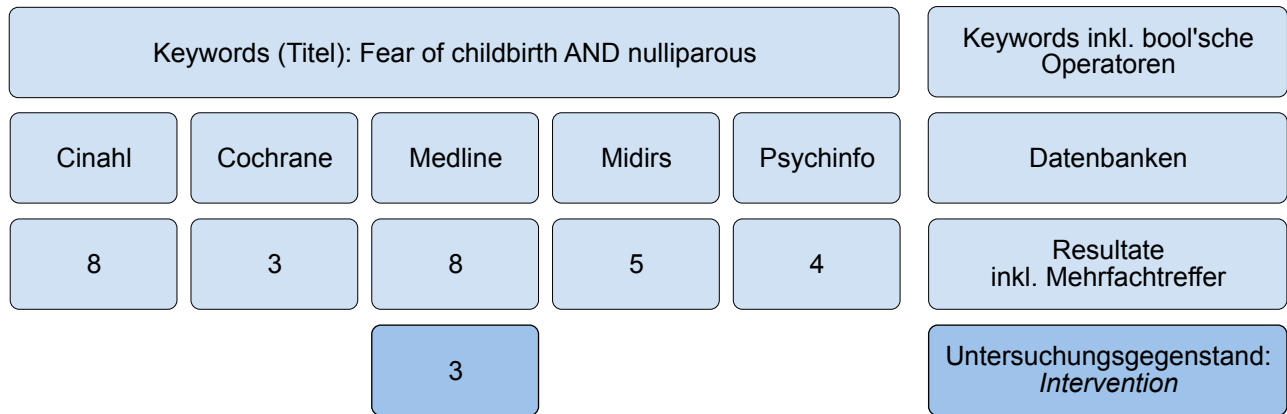 Keywords (Titel): Fear of childbirth AND nulliparous
Keywords inkl. bool'sche
Operatoren
Cinahl
Cochrane
Medline
Midirs
Psychinfo
Datenbanken
8
3
8
5
4
Resultate
inkl. Mehrfachtreffer
3
Untersuchungsgegenstand:
Intervention